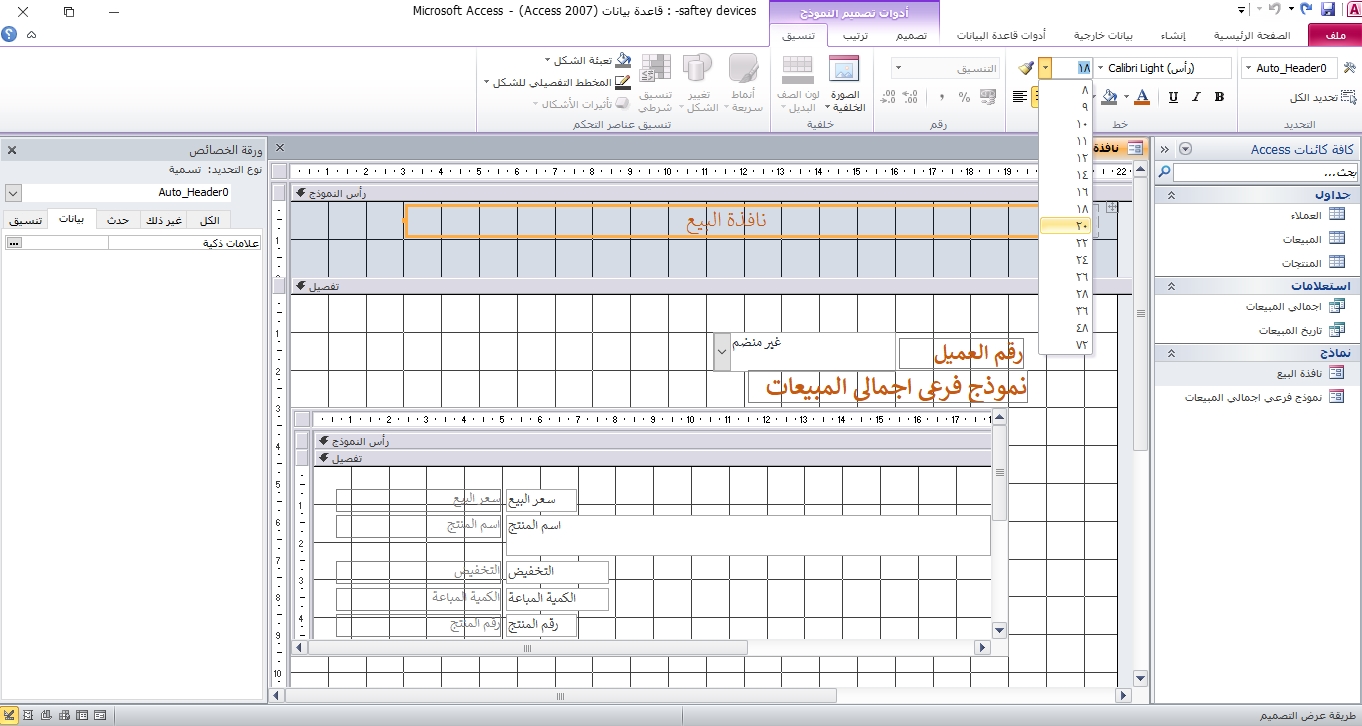 saftey devices- : قاعدة بيانات (Access 2007) - Microsoft Access
أدوات تصميم النموذج
ملف
الصفحة الرئيسية
إنشاء
بيانات خارجية
أدوات قاعدة البيانات
تصميم
ترتيب
تنسيق
Auto_Header0
تحديد الكل
التحديد
Calibri Light (رأس)
١٨
B
I
U
A
خط
التنسيق
%
رقم
الصورة الخلفية
لون الصف البديل
خلفية
أنماط سريعة
تغيير الشكل
تنسيق شرطي
تعبئة الشكل
المخطط التفصيلي للشكل
تأثيرات الأشكال
تنسيق عناصر التحكم
٨
٩
١٠
١١
١٢
١٤
١٦
١٨
٢٠
٢٢
٢٤
٢٦
٢٨
٣٦
٤٨
٧٢
كافة كائنات Access
بحث...
جداول
العملاء
المبيعات
المنتجات
استعلامات
اجمالي المبيعات
تاريخ المبيعات
نماذج
نافذة البيع
نموذج فرعي اجمالي المبيعات
نافذة
رأس النموذج
نافذة البيع
تفصيل
رقم العميل
غير منضم
نموذج فرعي اجمالي المبيعات
رأس النموذج
تفصيل
سعر البيع
سعر البيع
اسم المنتج
اسم المنتج
التخفيض
التخفيض
الكمية المباعة
الكمية المباعة
رقم المنتج
رقم المنتج
ورقة الخصائص
نوع التحديد: تسمية
Auto_Header0
تنسيق
بيانات
حدث
غير ذلك
الكل
علامات ذكية
طريقة عرض التصميم